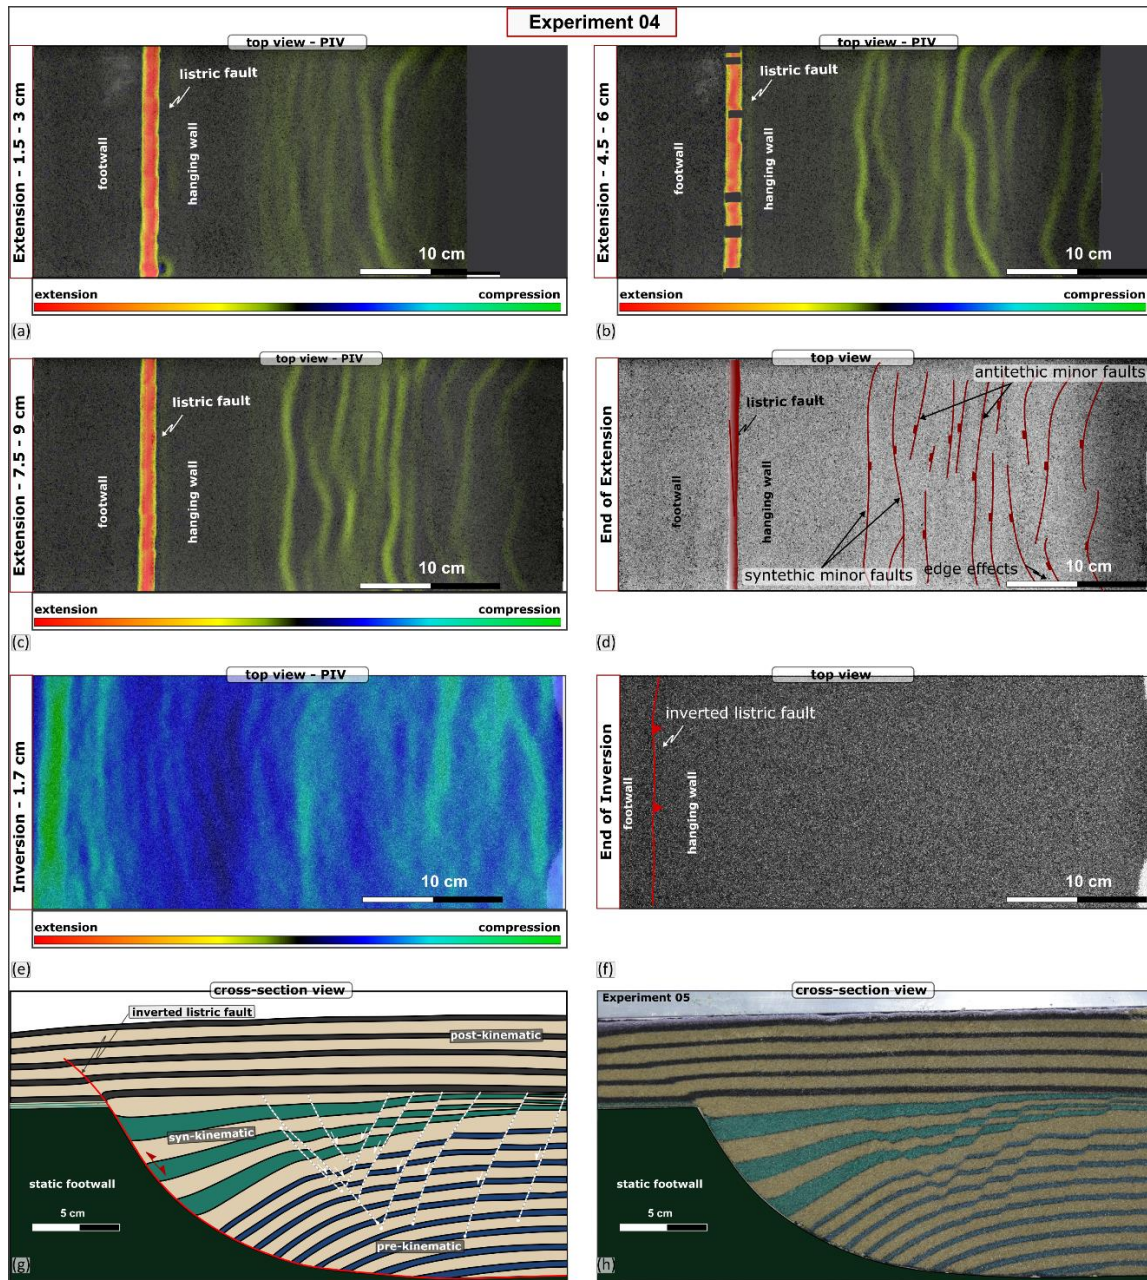 Experiment 04
Extension - 1.5 - 3 cm
top view - PIV
listric fault
footwall
hanging wall
10 cm
extension
compression
(a)
Extension - 4.5 - 6 cm
top view - PIV
listric fault
footwall
hanging wall
10 cm
extension
compression
(b)
Extension - 7.5 - 9 cm
top view - PIV
listric fault
footwall
hanging wall
10 cm
extension
compression
(c)
End of Extension
top view
antitethic minor faults
listric fault
footwall
hanging wall
syntethic minor faults
edge effects
10 cm
(d)
Inversion - 1.7 cm
top view - PIV
10 cm
extension
compression
(e)
End of Inversion
top view
inverted listric fault
footwall
hanging wall
10 cm
(f)
cross-section view
inverted listric fault
post-kinematic
syn-kinematic
static footwall
5 cm
pre-kinematic
(g)
Experiment 05
cross-section view
static footwall
5 cm
(h)